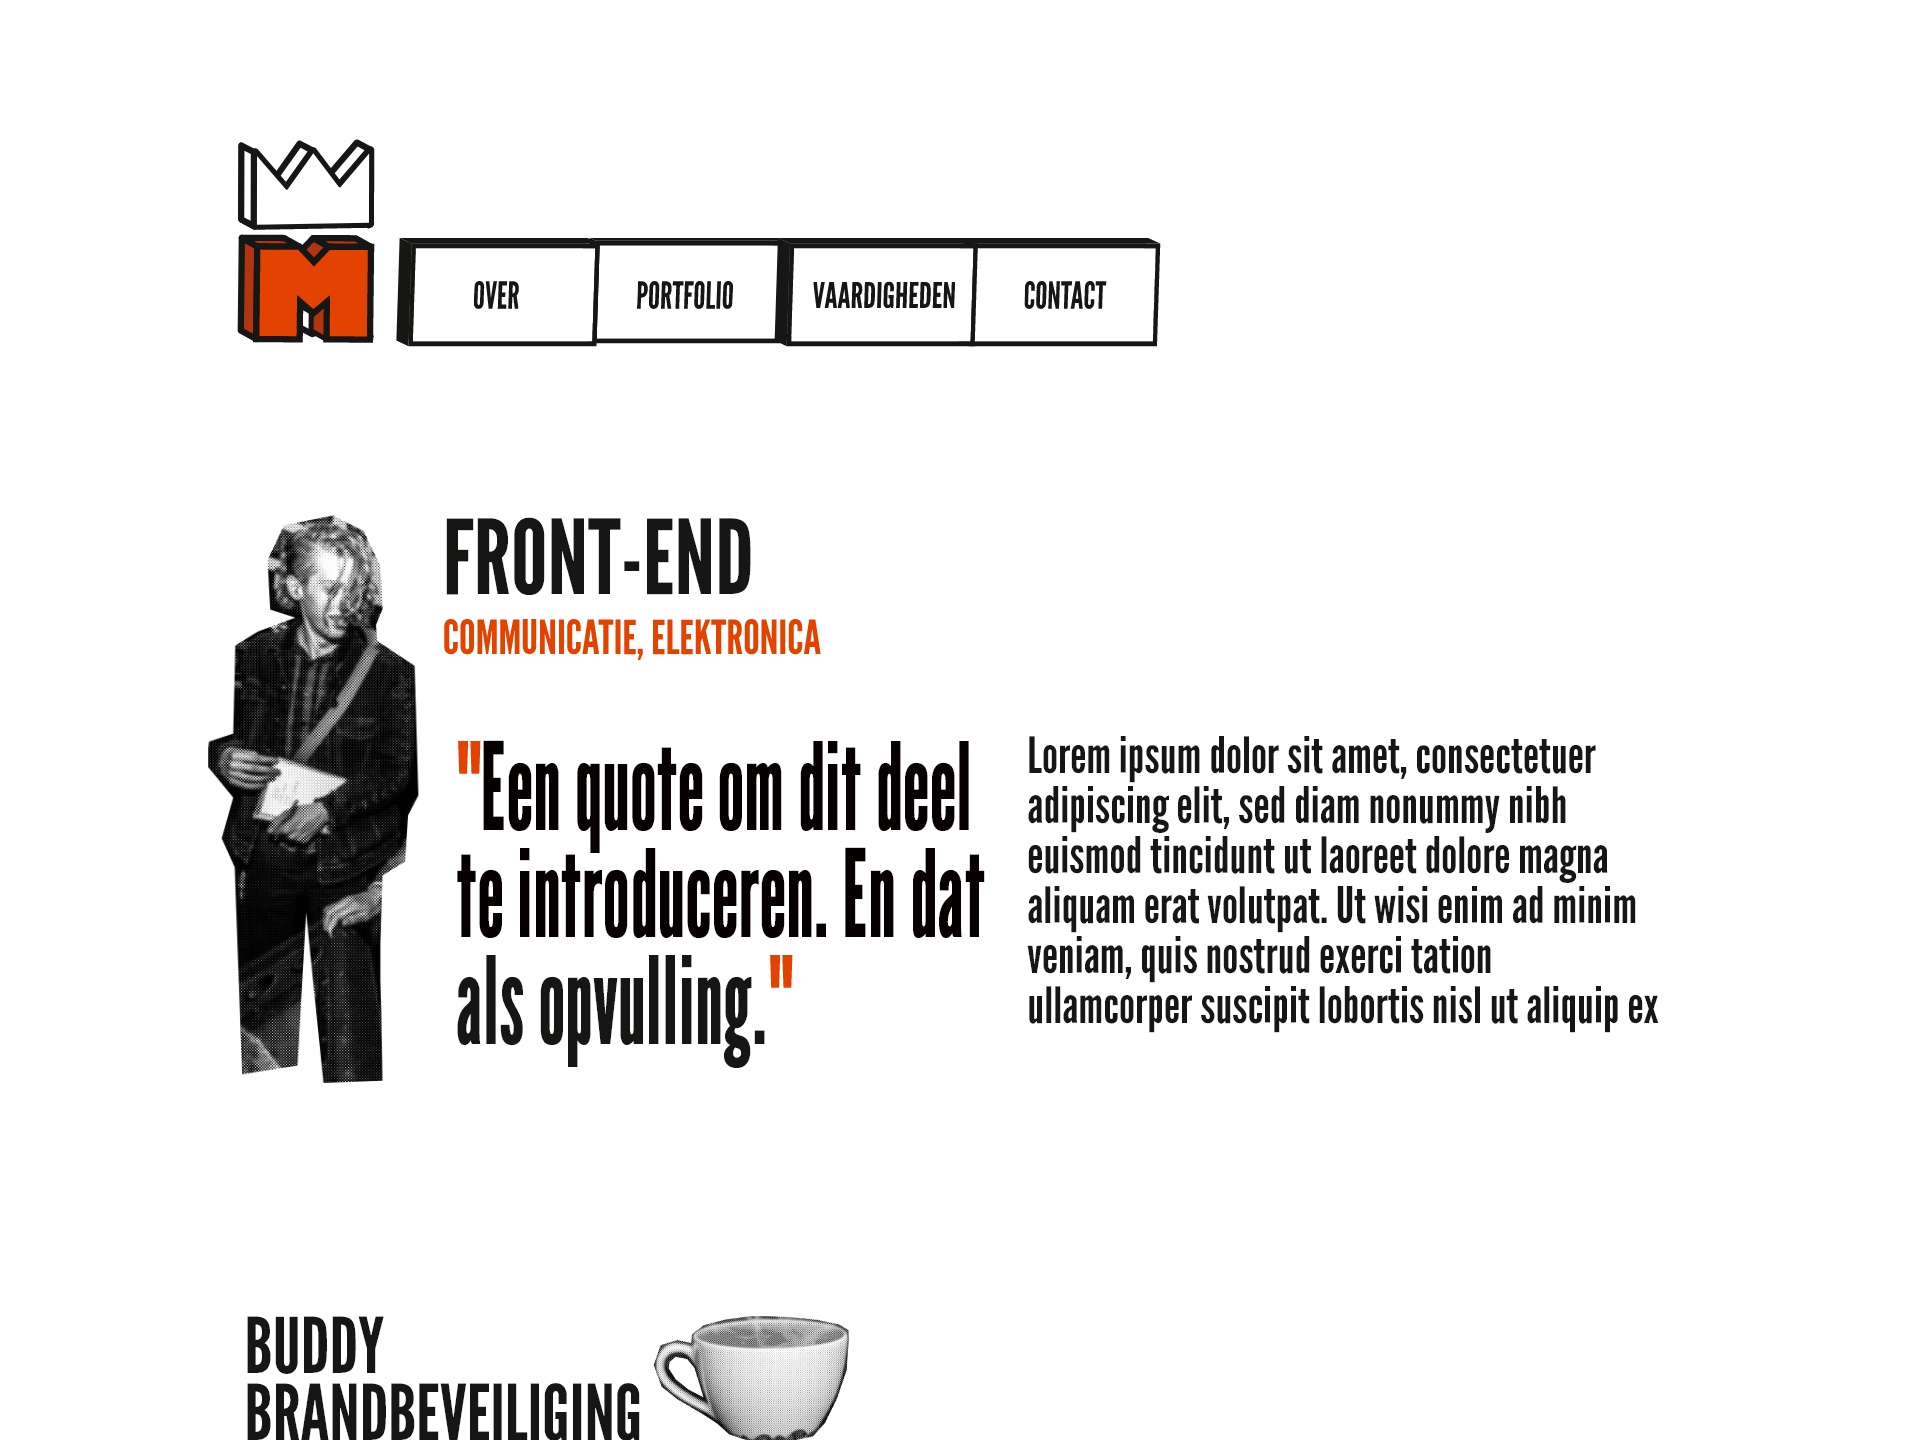 M
OVER
PORTFOLIO
VAARDIGHEDEN
CONTACT
FRONT-END
COMMUNICATIE, ELEKTRONICA
"Een quote om dit deel
te introduceren. En dat
als opvulling."
Lorem ipsum dolor sit amet, consectetuer
adipiscing elit, sed diam nonummy nibh
euismod tincidunt ut laoreet dolore magna
aliquam erat volutpat. Ut wisi enim ad minim
veniam, quis nostrud exerci tation
ullamcorper suscipit lobortis nisl ut aliquip ex
BUDDY
BRANDBEVEILIGING